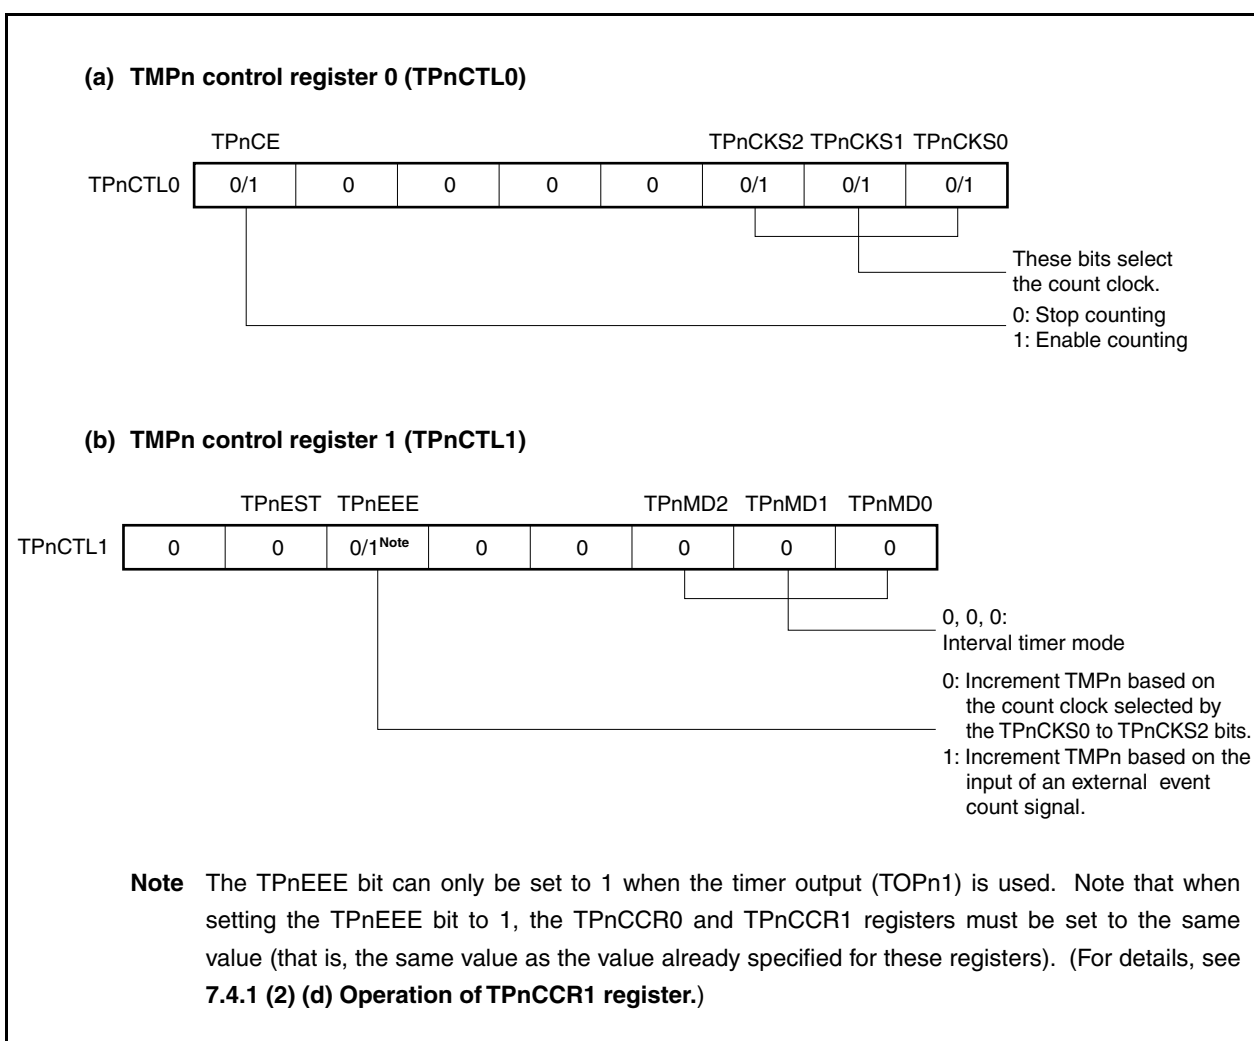 (a) TMPn control register 0 (TPnCTL0)
TPnCE TPnCKS2 TPnCKS1 TPnCKS0
TPnCTL0 0/1 0 0 0 0 0/1 0/1 0/1
These bits select
the count clock.
0: Stop counting
1: Enable counting
(b) TMPn control register 1 (TPnCTL1)
TPnEST TPnEEE TPnMD2 TPnMD1 TPnMD0
TPnCTL1 0 0 0/1Note 0 0 0 0 0
0, 0, 0:
Interval timer mode
0: Increment TMPn based on
the count clock selected by
the TPnCKS0 to TPnCKS2 bits.
1: Increment TMPn based on the
input of an external event
count signal.
Note The TPnEEE bit can only be set to 1 when the timer output (TOPn1) is used. Note that when
setting the TPnEEE bit to 1, the TPnCCR0 and TPnCCR1 registers must be set to the same
value (that is, the same value as the value already specified for these registers). (For details, see
7.4.1 (2) (d) Operation of TPnCCR1 register.)